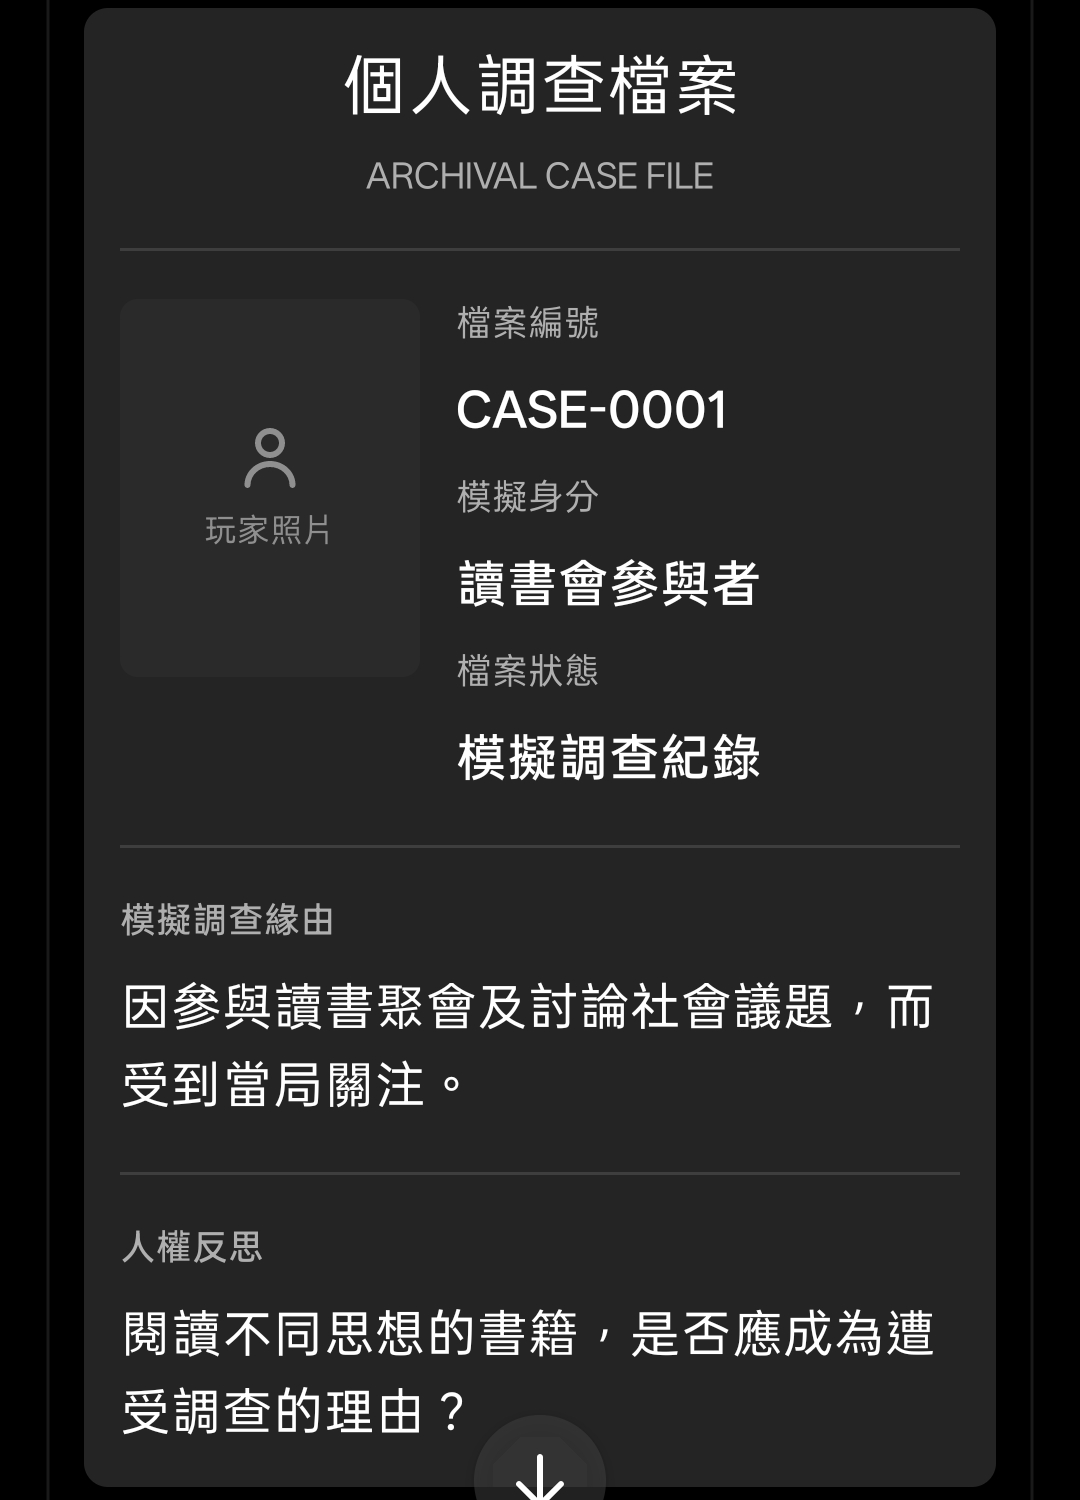 個人調查檔案
ARCHIVAL CASE FILE
玩家照片
檔案編號
CASE-0001
模擬身分
讀書會參與者
檔案狀態
模擬調查紀錄
模擬調查緣由
因參與讀書聚會及討論社會議題，而
受到當局關注。
人權反思
閱讀不同思想的書籍，是否應成為遭
受調查的理由？